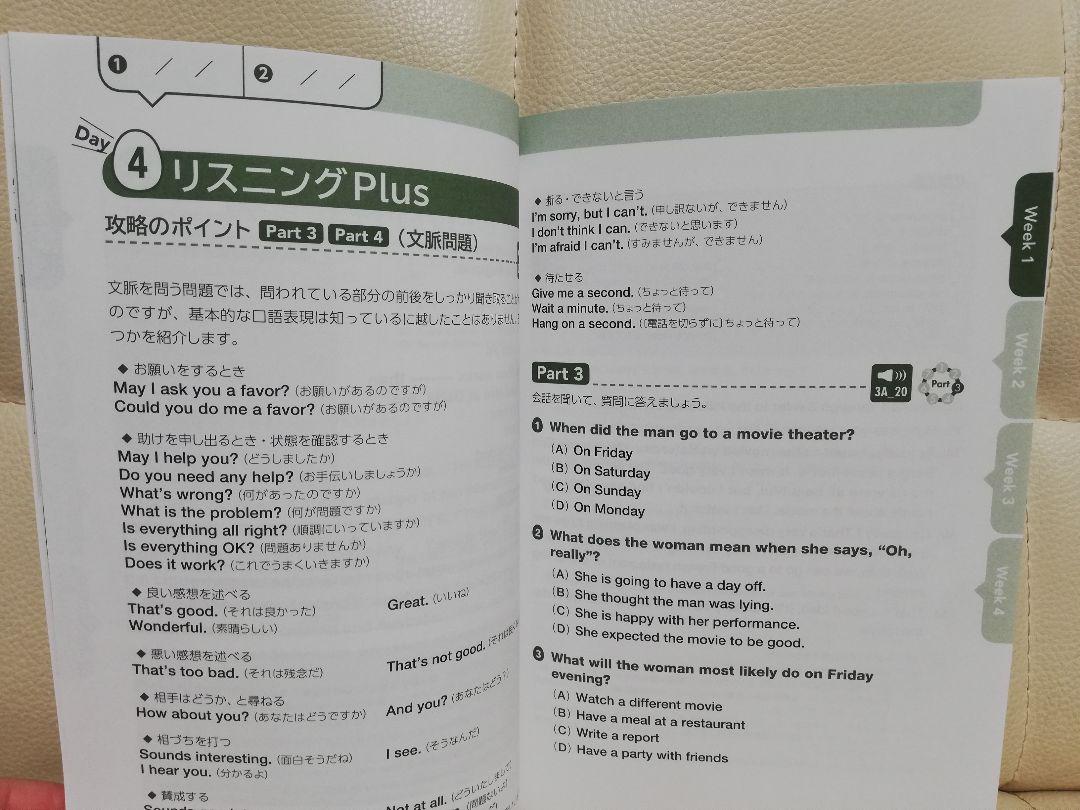 ❶ / /
❷ / /
Day 4 リスニング Plus
攻略のポイント Part 3 Part 4 (文脈問題)
文脈を問う問題では、問われている部分の前後をしっかり聞き
のですが、基本的な口語表現は知っているに越したことはありません。
つかを紹介します。
◆ お願いをするとき
May I ask you a favor? (お願いがあるのですが)
Could you do me a favor? (お願いがあるのですが)
◆ 助けを申し出るとき・状態を確認するとき
May I help you? (どうしましたか)
Do you need any help? (お手伝いしましょうか)
What's wrong? (何があったのですか)
What is the problem? (何が問題ですか)
Is everything all right? (順調にいっていますか)
Is everything OK? (問題ありませんか)
Does it work? (これでうまくいきますか)
◆ 良い感想を述べる
That's good. (それは良かった) Great. (いいね)
Wonderful. (素晴らしい)
◆ 悪い感想を述べる
That's too bad. (それは残念だ) That's not good. (それは良く
◆ 相手はどうか、と尋ねる
How about you? (あなたはどうですか) And you? (あなたはどう?)
◆ 相づちを打つ
Sounds interesting. (面白そうだね) I see. (そうなんだ)
I hear you. (分かるよ)
◆ 賛成する
Not at all. (どういたしまして
(問題ないよ)
◆ 断る・できないと言う
I'm sorry, but I can't. (申し訳ないが、できません)
I don't think I can. (できないと思います)
I'm afraid I can't. (すみませんが、できません)
◆ 待たせる
Give me a second. (ちょっと待って)
Wait a minute. (ちょっと待って)
Hang on a second. ([電話を切らずに] ちょっと待って)
Part 3
3A_20
Part 3
会話を聞いて、質問に答えましょう。
❶ When did the man go to a movie theater?
(A) On Friday
(B) On Saturday
(C) On Sunday
(D) On Monday
❷ What does the woman mean when she says, "Oh,
really"?
(A) She is going to have a day off.
(B) She thought the man was lying.
(C) She is happy with her performance.
(D) She expected the movie to be good.
❸ What will the woman most likely do on Friday
evening?
(A) Watch a different movie
(B) Have a meal at a restaurant
(C) Write a report
(D) Have a party with friends
Week 1
Week 2
Week 3
Week 4